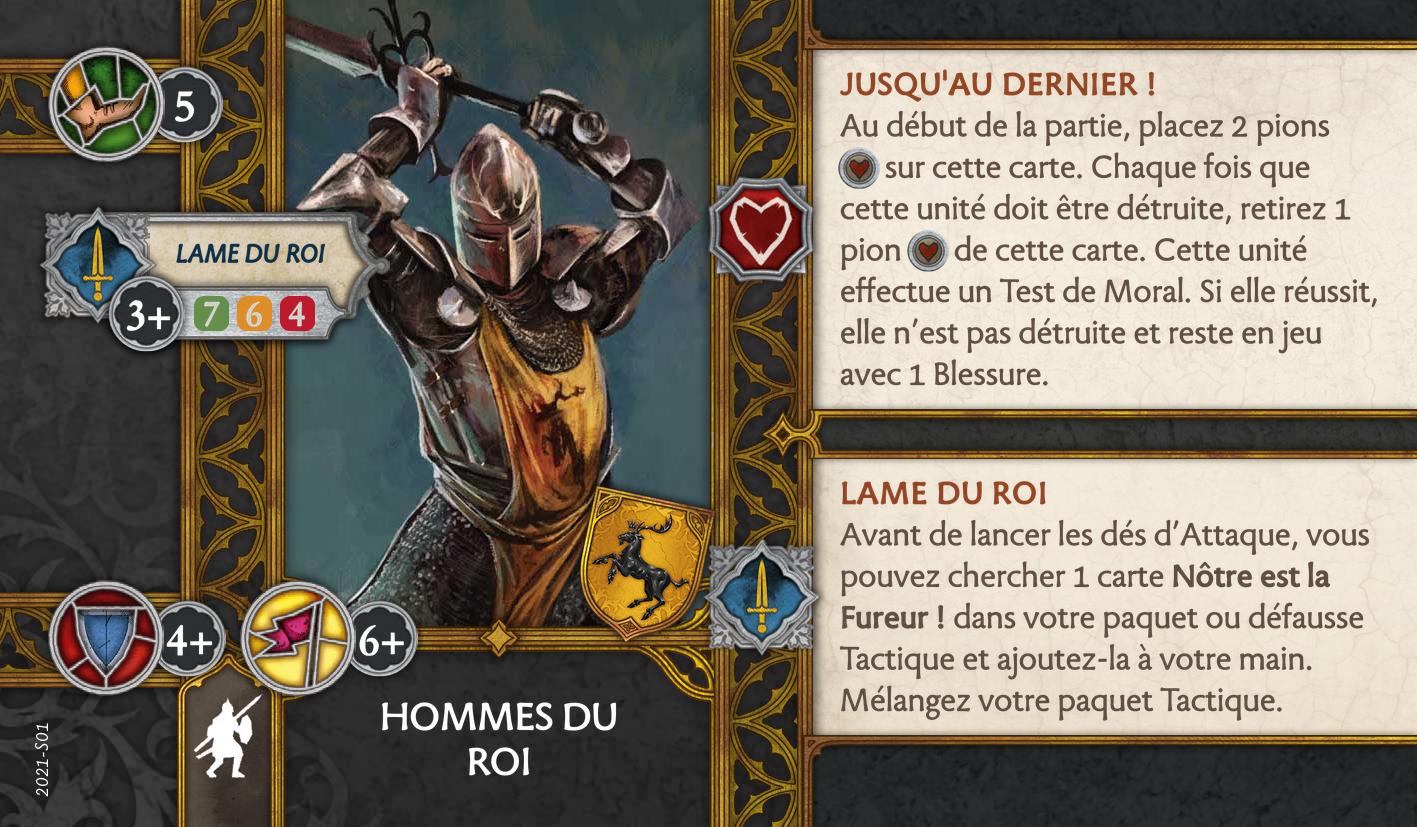 5
LAME DU ROI
3+ 7 6 4
4+ 6+
HOMMES DU
ROI
2021-S01
JUSQU'AU DERNIER !
Au début de la partie, placez 2 pions
sur cette carte. Chaque fois que
cette unité doit être détruite, retirez 1
pion de cette carte. Cette unité
effectue un Test de Moral. Si elle réussit,
elle n’est pas détruite et reste en jeu
avec 1 Blessure.
LAME DU ROI
Avant de lancer les dés d’Attaque, vous
pouvez chercher 1 carte Nôtre est la
Fureur ! dans votre paquet ou défausse
Tactique et ajoutez-la à votre main.
Mélangez votre paquet Tactique.